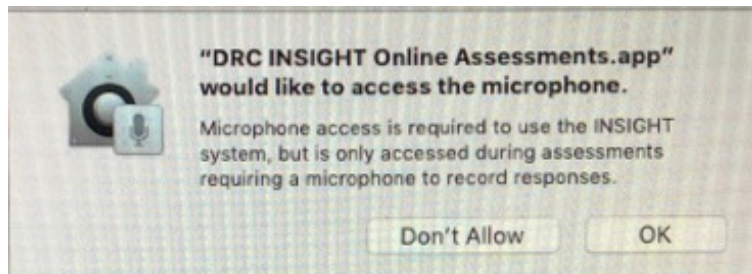 “DRC INSIGHT Online Assessments.app”
would like to access the microphone.
Microphone access is required to use the INSIGHT
system, but is only accessed during assessments
requiring a microphone to record responses.
Don’t Allow
OK